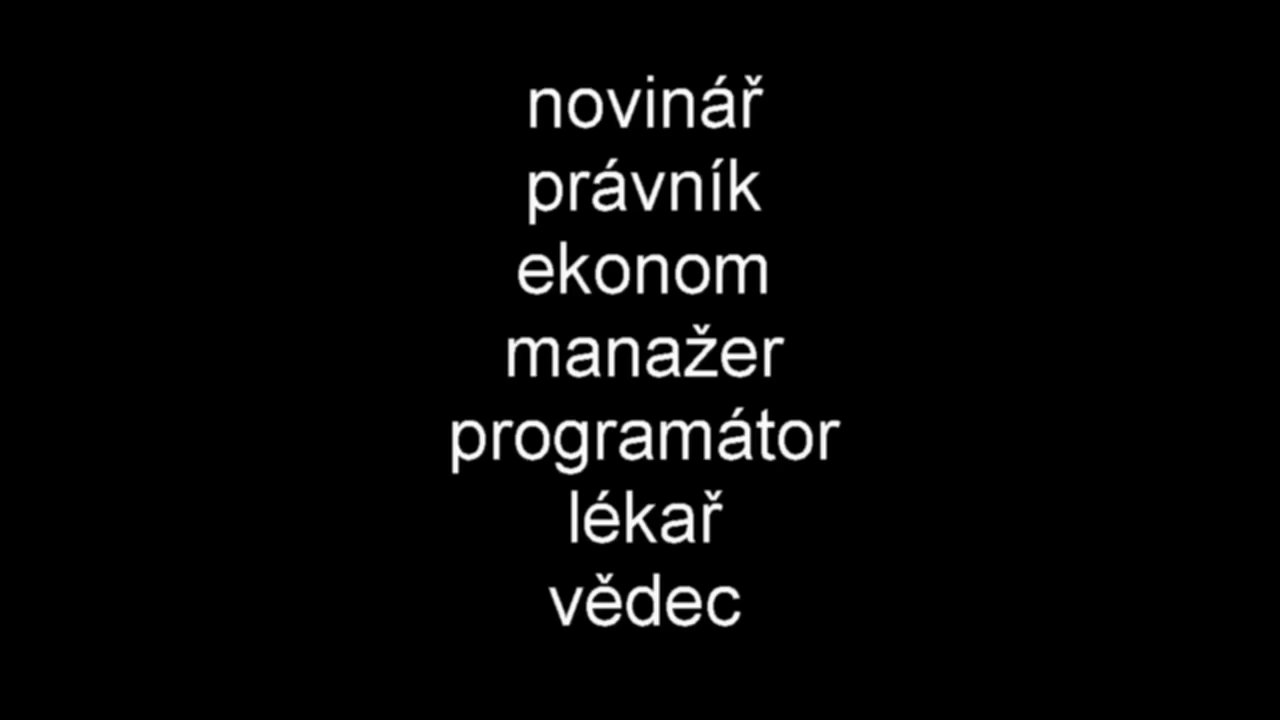 novinář
právník
ekonom
manažer
programátor
lékař
vědec